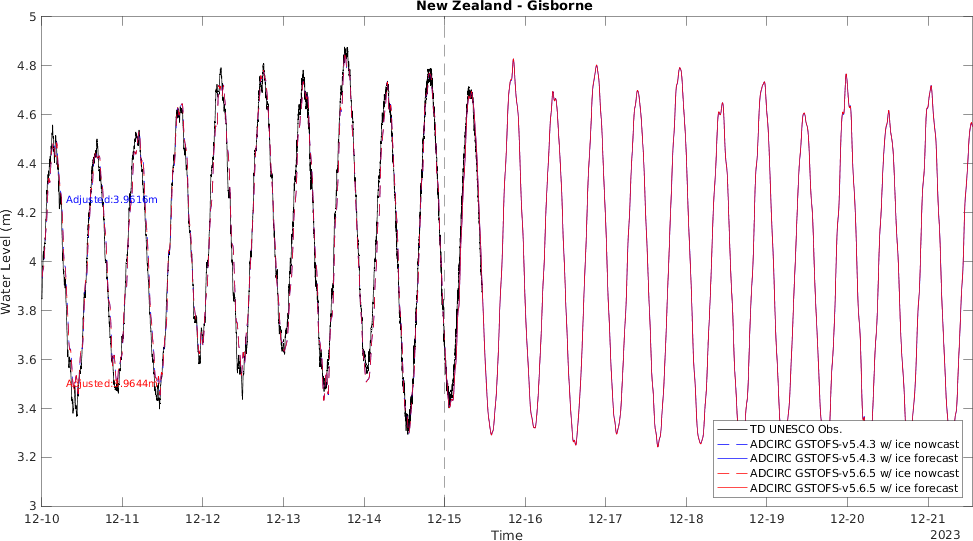 New Zealand - Gisborne
5
4.8
4.6
4.4
4.2
4
3.8
3.6
3.4
3.2
3
Water Level (m)
Adjusted:3.9616m
Adjusted:3.9644m
TD UNESCO Obs.
ADCIRC GSTOFS-v5.4.3 w/ ice nowcast
ADCIRC GSTOFS-v5.4.3 w/ ice forecast
ADCIRC GSTOFS-v5.6.5 w/ ice nowcast
ADCIRC GSTOFS-v5.6.5 w/ ice forecast
12-10 12-11 12-12 12-13 12-14 12-15 12-16 12-17 12-18 12-19 12-20 12-21
Time
2023